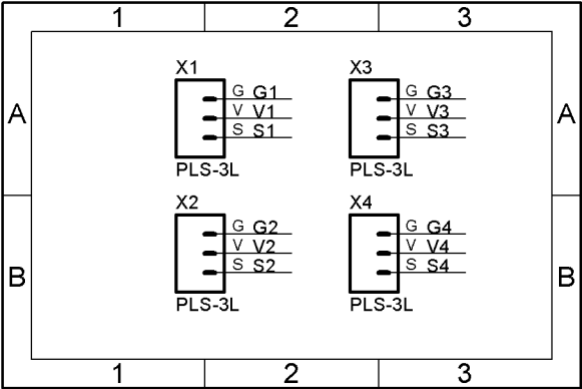 1 2 3
X1 X3
A G G1 G G3 A
V V1 V V3
S S1 S S3
PLS-3L PLS-3L
X2 X4
G G2 G G4
B V V2 V V4 B
S S2 S S4
PLS-3L PLS-3L
1 2 3